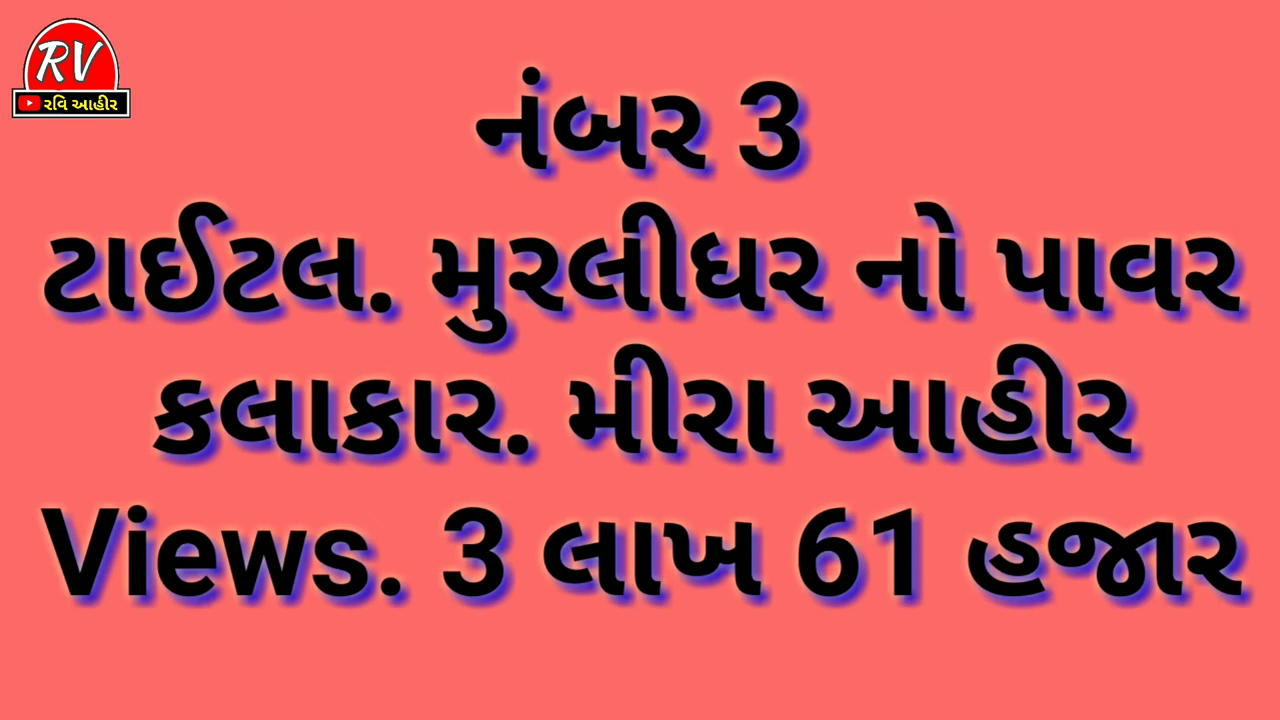 RV
રવિ આહીર
નંબર 3
ટાઈટલ. મુરલીધર નો પાવર
કલાકાર. મીરા આહીર
Views. 3 લાખ 61 હજાર